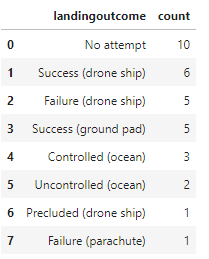 landingoutcome count
0 No attempt 10
1 Success (drone ship) 6
2 Failure (drone ship) 5
3 Success (ground pad) 5
4 Controlled (ocean) 3
5 Uncontrolled (ocean) 2
6 Precluded (drone ship) 1
7 Failure (parachute) 1